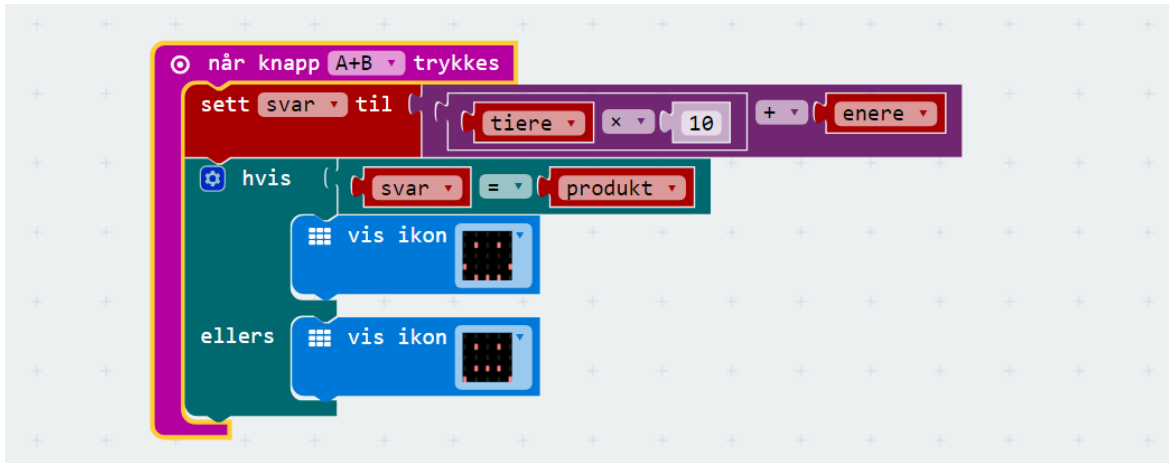 når knapp A+B trykkes
sett svar til tiere × 10 + enere
hvis svar = produkt
vis ikon
ellers vis ikon